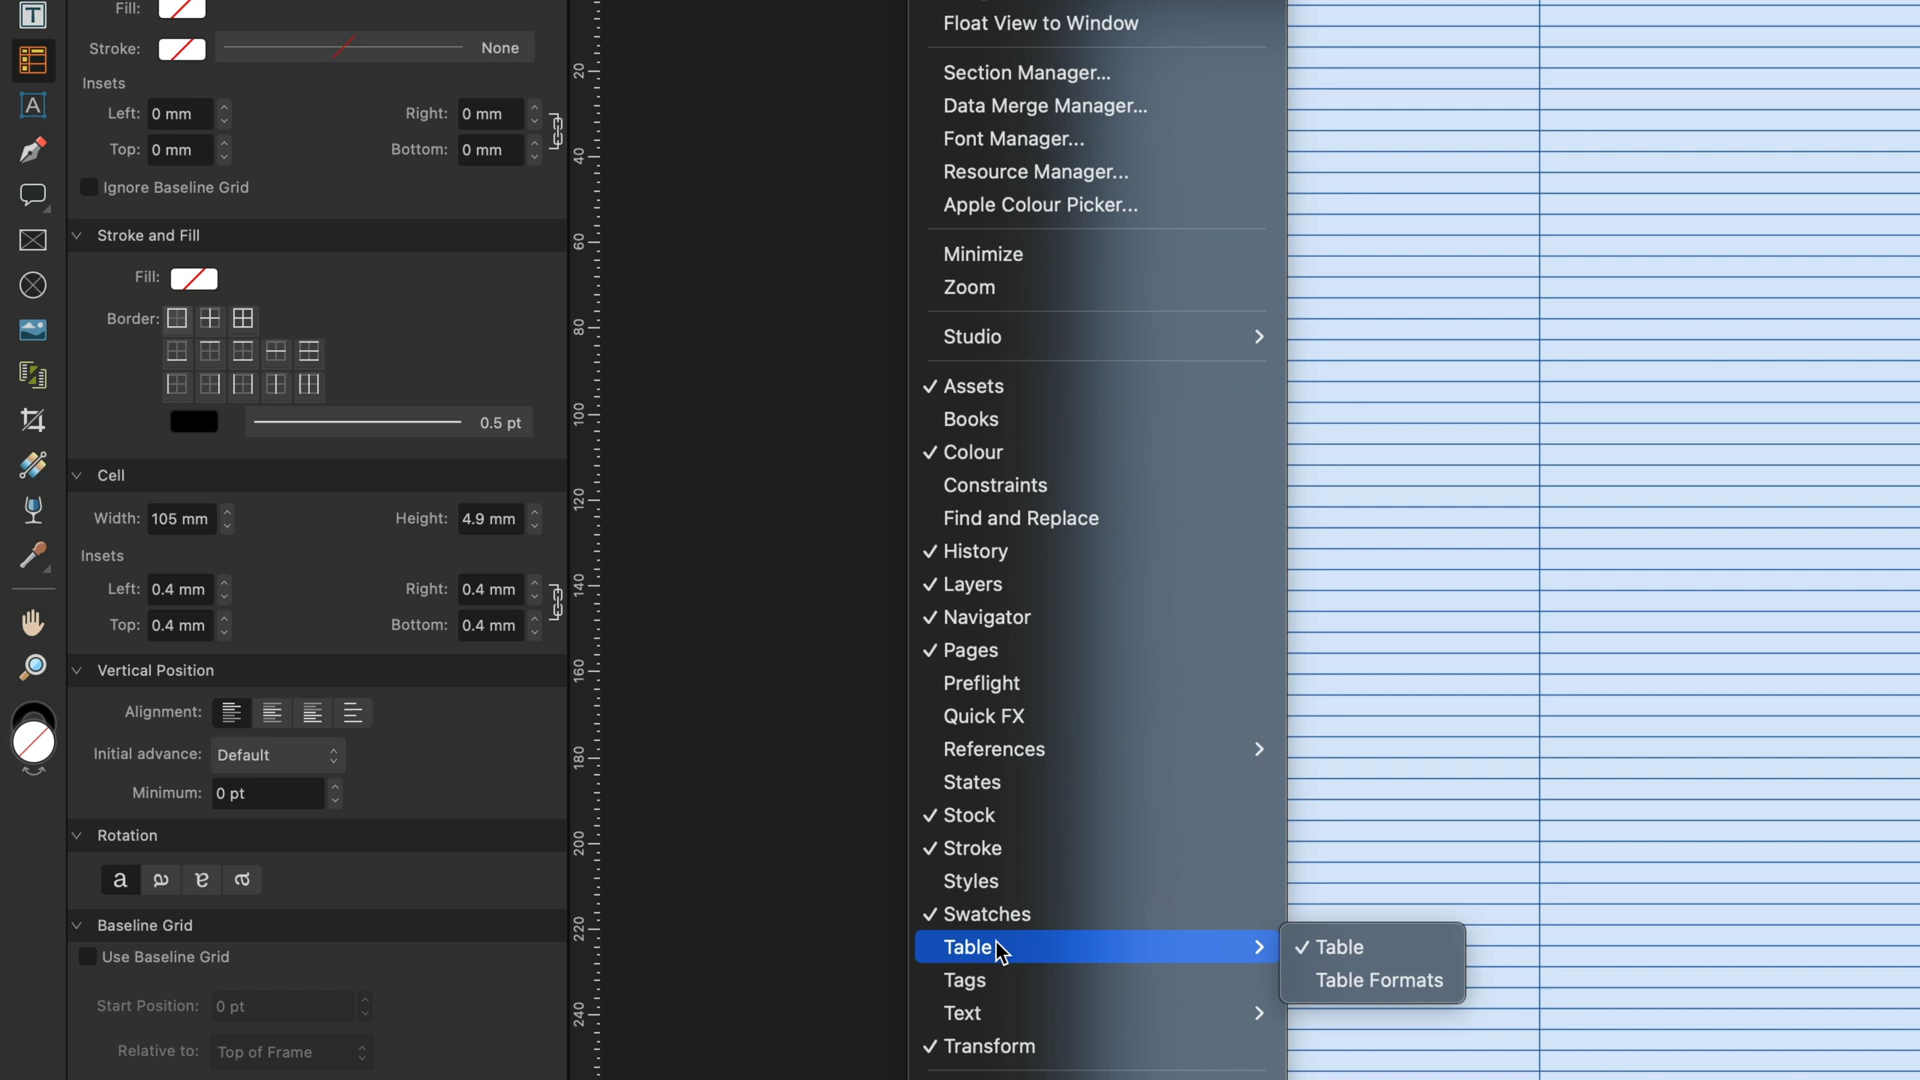 Fill:
Stroke:
None
Insets
Left: 0 mm
Right: 0 mm
Top: 0 mm
Bottom: 0 mm
Ignore Baseline Grid
Stroke and Fill
Fill:
Border:
0.5 pt
Cell
Width: 105 mm
Height: 4.9 mm
Insets
Left: 0.4 mm
Right: 0.4 mm
Top: 0.4 mm
Bottom: 0.4 mm
Vertical Position
Alignment:
Initial advance: Default
Minimum: 0 pt
Rotation
a a a a
Baseline Grid
Use Baseline Grid
Start Position: 0 pt
Relative to: Top of Frame
20
40
60
80
100
120
140
160
180
200
220
240
Float View to Window
Section Manager...
Data Merge Manager...
Font Manager...
Resource Manager...
Apple Colour Picker...
Minimize
Zoom
Studio
Assets
Books
Colour
Constraints
Find and Replace
History
Layers
Navigator
Pages
Preflight
Quick FX
References
States
Stock
Stroke
Styles
Swatches
Table
Tags
Text
Transform
Table
Table Formats
T
A